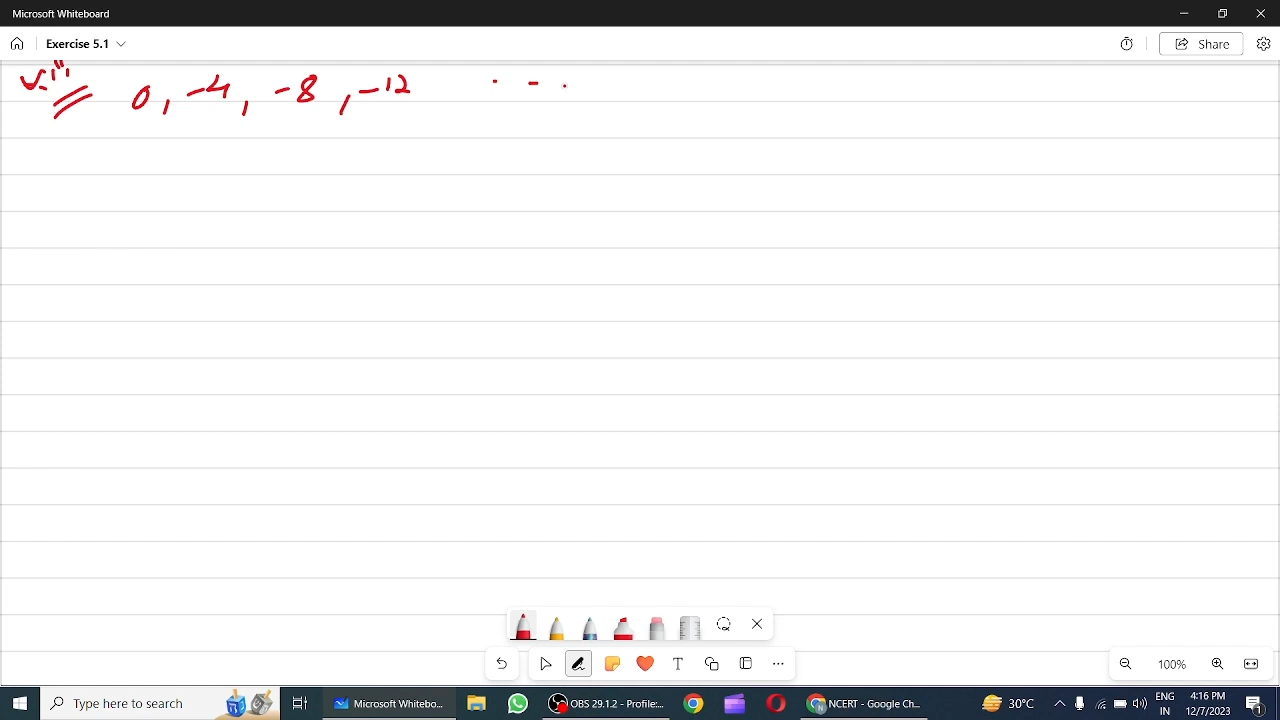 Microsoft Whiteboard
Exercise 5.1
Share
viii, 0, -4, -8, -12 . - .
100%
Type here to search
Microsoft Whitebo...
OBS 29.1.2 - Profile:...
NCERT - Google Ch...
30°C
ENG
IN
4:16 PM
12/7/2023